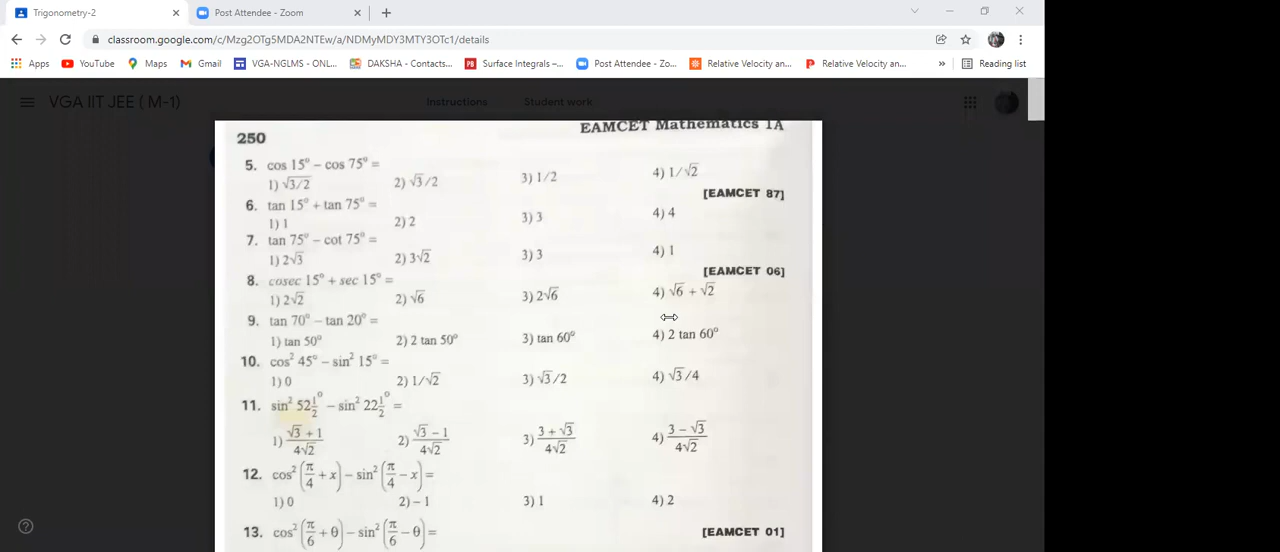 Trigonometry-2
Post Attendee - Zoom
classroom.google.com/c/Mzg2OTg5MDA2NTEw/a/NDMyMDY3MTY3OTc1/details
Apps YouTube Maps Gmail VGA-NGLMS - ONL... DAKSHA - Contacts... Surface Integrals –... Post Attendee - Zo... Relative Velocity an... Relative Velocity an... » Reading list
VGA IIT JEE ( M-1) Instructions Student work
250 EAMCET Mathematics 1A
5. cos 15° – cos 75° =
1) √3/2 2) √3/2 3) 1/2 4) 1/√2
[EAMCET 87]
6. tan 15° + tan 75° =
1) 1 2) 2 3) 3 4) 4
7. tan 75° – cot 75° =
1) 2√3 2) 3√2 3) 3 4) 1
[EAMCET 06]
8. cosec 15° + sec 15° =
1) 2√2 2) √6 3) 2√6 4) √6 + √2
9. tan 70° – tan 20° =
1) tan 50° 2) 2 tan 50° 3) tan 60° 4) 2 tan 60°
10. cos² 45° – sin² 15° =
1) 0 2) 1/√2 3) √3/2 4) √3/4
11. sin² 52 1/2° – sin² 22 1/2° =
1) √3 + 1 / 4√2 2) √3 – 1 / 4√2 3) 3 + √3 / 4√2 4) 3 – √3 / 4√2
12. cos² (π/4 + x) – sin² (π/4 – x) =
1) 0 2) – 1 3) 1 4) 2
13. cos² (π/6 + θ) – sin² (π/6 – θ) = [EAMCET 01]